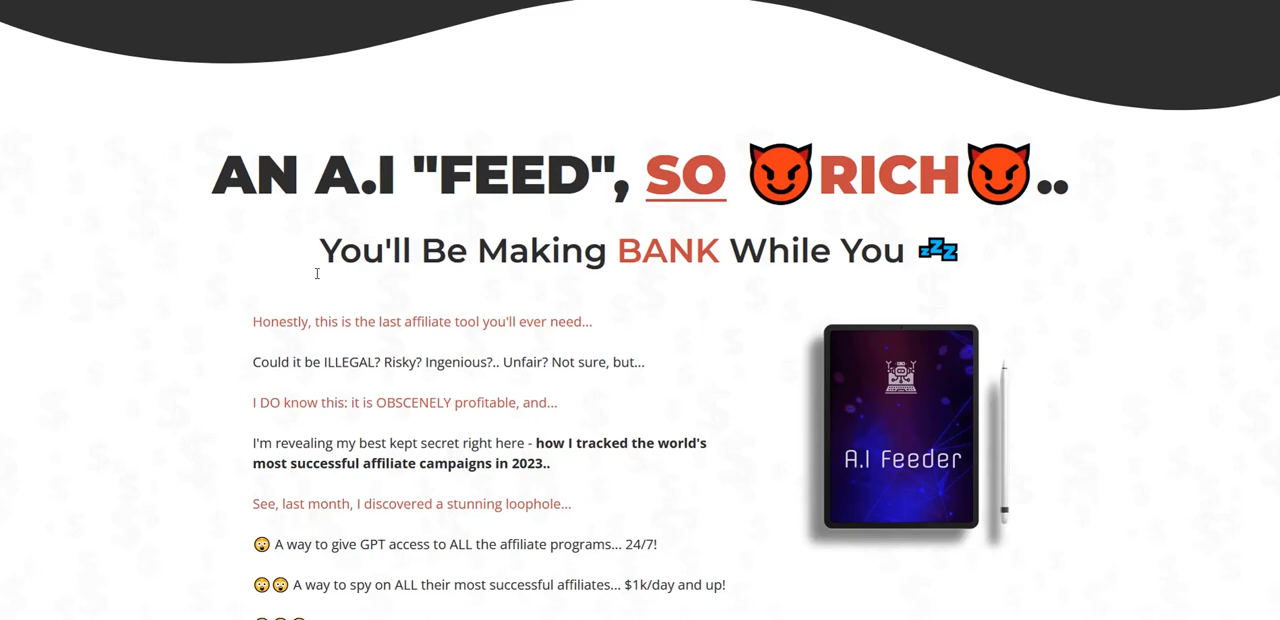 AN A.I "FEED", SO 😈RICH😈..
You'll Be Making BANK While You 💤
Honestly, this is the last affiliate tool you'll ever need...
Could it be ILLEGAL? Risky? Ingenious?.. Unfair? Not sure, but...
I DO know this: it is OBSCENELY profitable, and...
I'm revealing my best kept secret right here - how I tracked the world's
most successful affiliate campaigns in 2023..
See, last month, I discovered a stunning loophole...
😲 A way to give GPT access to ALL the affiliate programs... 24/7!
😲😲 A way to spy on ALL their most successful affiliates... $1k/day and up!
A.I Feeder